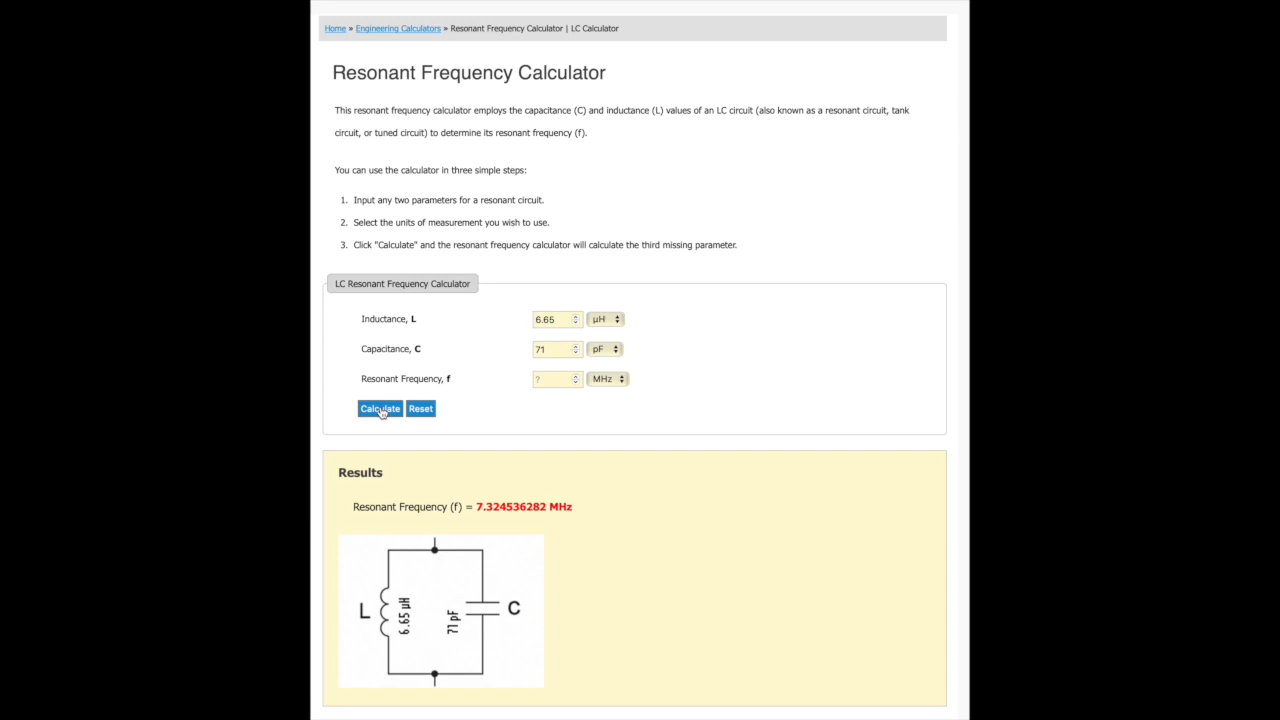 Home » Engineering Calculators » Resonant Frequency Calculator | LC Calculator
Resonant Frequency Calculator
This resonant frequency calculator employs the capacitance (C) and inductance (L) values of an LC circuit (also known as a resonant circuit, tank
circuit, or tuned circuit) to determine its resonant frequency (f).
You can use the calculator in three simple steps:
1. Input any two parameters for a resonant circuit.
2. Select the units of measurement you wish to use.
3. Click "Calculate" and the resonant frequency calculator will calculate the third missing parameter.
LC Resonant Frequency Calculator
Inductance, L 6.65 µH
Capacitance, C 71 pF
Resonant Frequency, f ? MHz
Calculate Reset
Results
Resonant Frequency (f) = 7.324536282 MHz
L 6.65 µH 71 pF C